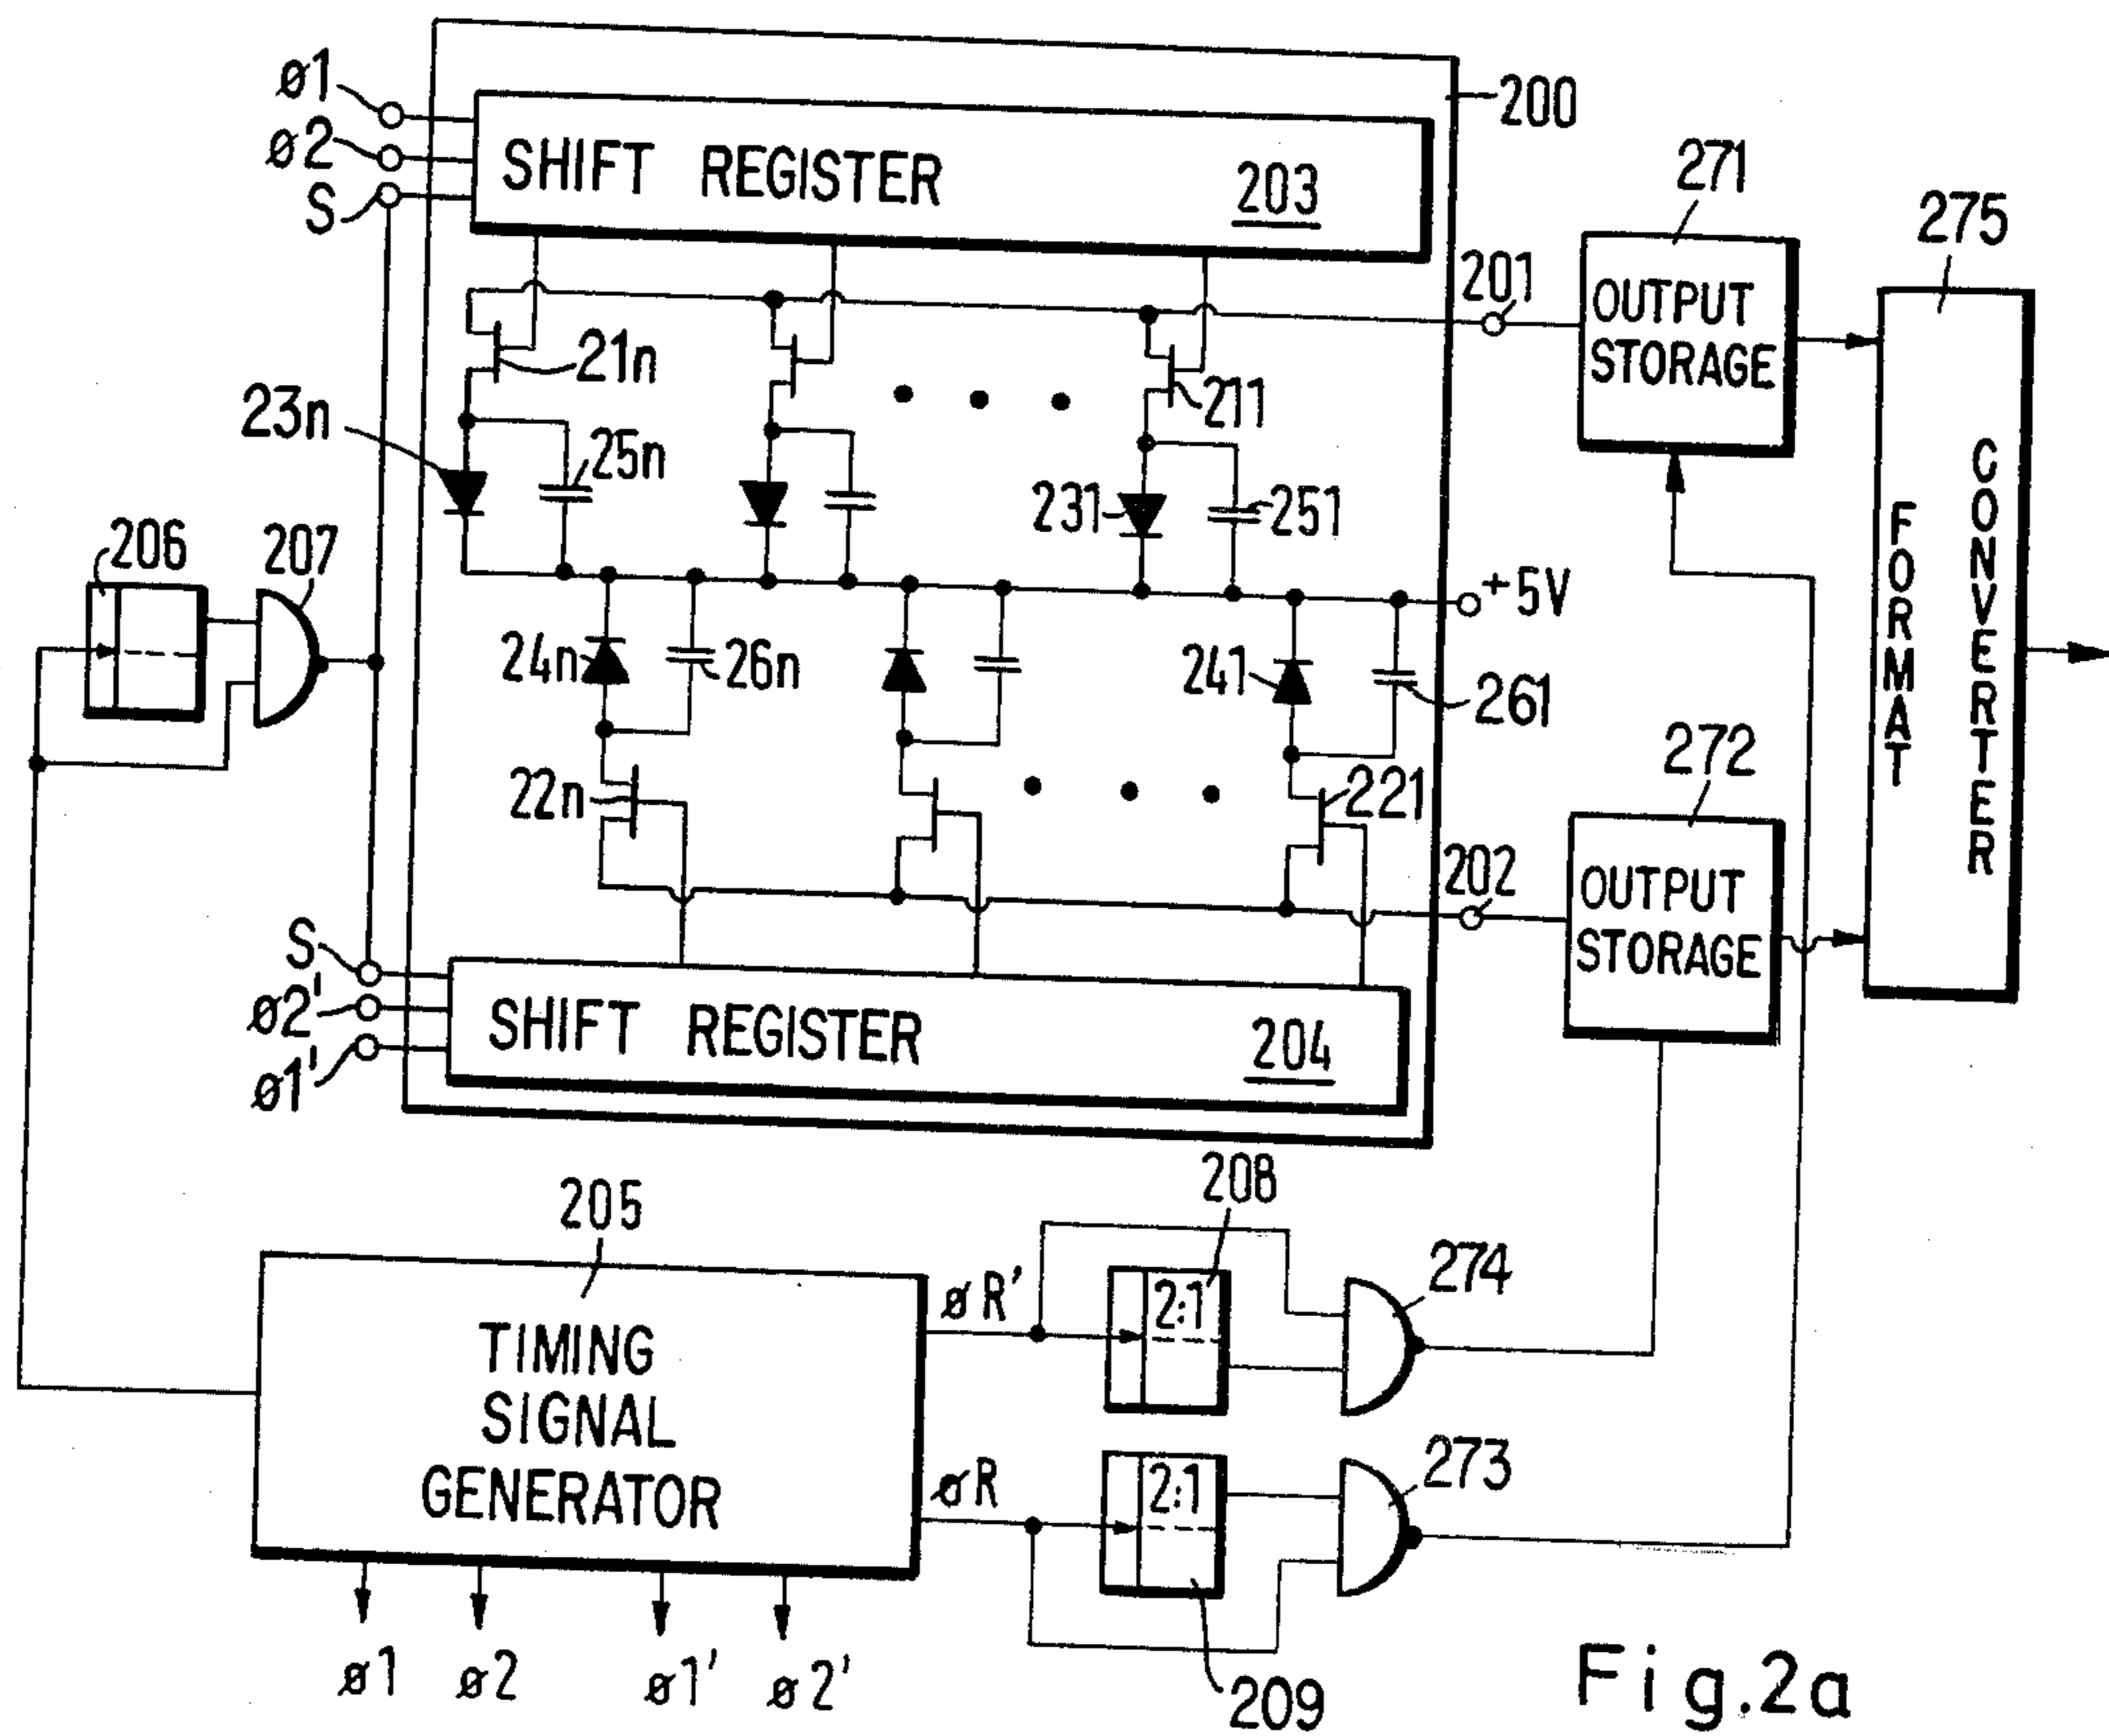 ø1
ø2
S
SHIFT REGISTER 203
200
271
275
201
OUTPUT
STORAGE
21n
211
23n
25n
231
251
FORMAT
CONVERTER
206
207
+5V
24n
26n
241
261
272
22n
221
202
OUTPUT
STORAGE
S
ø2'
ø1'
SHIFT REGISTER 204
208
205
274
øR'
2:1
TIMING
SIGNAL
GENERATOR
273
øR
2:1
ø1
ø2
ø1'
ø2'
209
Fig.2a